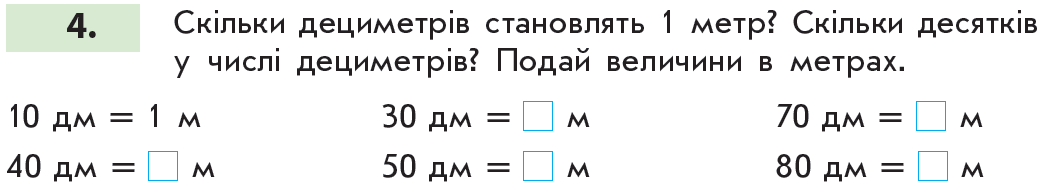 4. Скільки дециметрів становлять 1 метр? Скільки десятків
у числі дециметрів? Подай величини в метрах.
10 дм = 1 м 30 дм = □ м 70 дм = □ м
40 дм = □ м 50 дм = □ м 80 дм = □ м